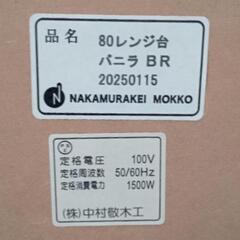 品名 80レンジ台
バニラ BR
20250115
NAKAMURAKEI MOKKO
定格電圧 100V
定格周波数 50/60Hz
定格消費電力 1500W
(株)中村敬木工